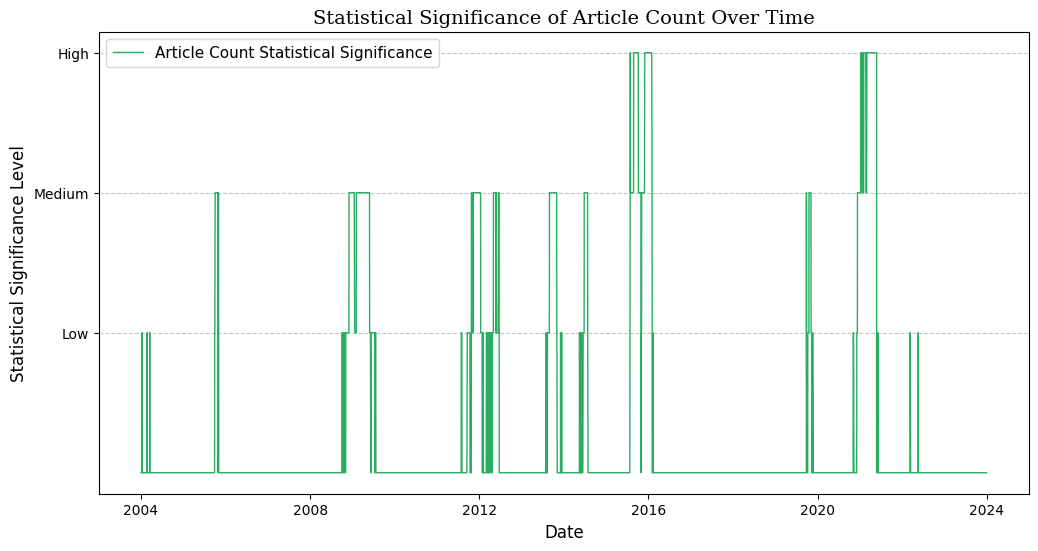 Statistical Significance of Article Count Over Time
Article Count Statistical Significance
High
Medium
Low
Statistical Significance Level
2004
2008
2012
2016
2020
2024
Date